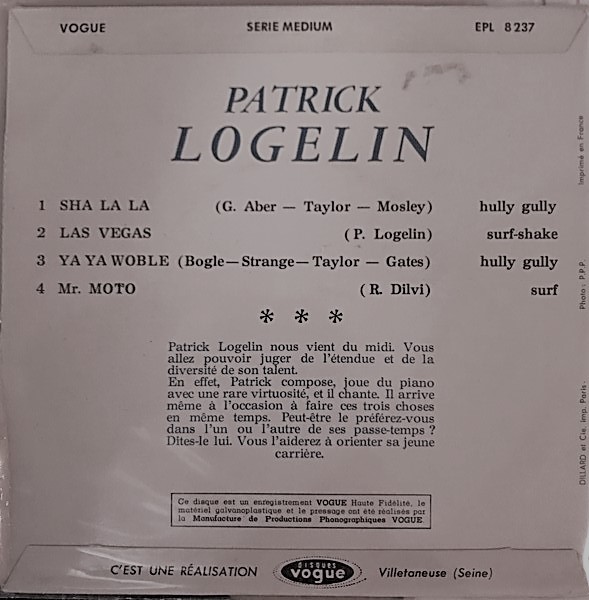 VOGUE SERIE MEDIUM EPL 8237
PATRICK
LOGELIN
1 SHA LA LA (G. Aber — Taylor — Mosley) hully gully
2 LAS VEGAS (P. Logelin) surf-shake
3 YA YA WOBLE (Bogle—Strange—Taylor — Gates) hully gully
4 Mr. MOTO (R. Dilvi) surf
* * *
Patrick Logelin nous vient du midi. Vous
allez pouvoir juger de l'étendue et de la
diversité de son talent.
En effet, Patrick compose, joue du piano
avec une rare virtuosité, et il chante. Il arrive
même à l'occasion à faire ces trois choses
en même temps. Peut-être le préférez-vous
dans l'un ou l'autre de ses passe-temps ?
Dites-le lui. Vous l'aiderez à orienter sa jeune
carrière.
Ce disque est un enregistrement VOGUE Haute Fidélité, le
matériel galvanoplastique et le pressage ont été réalisés par
la Manufacture de Productions Phonographiques VOGUE
C'EST UNE RÉALISATION disques vogue Villetaneuse (Seine)
Imprimé en France
Photo: P.P.P.
DILLARD et Cie. Imp. Paris.